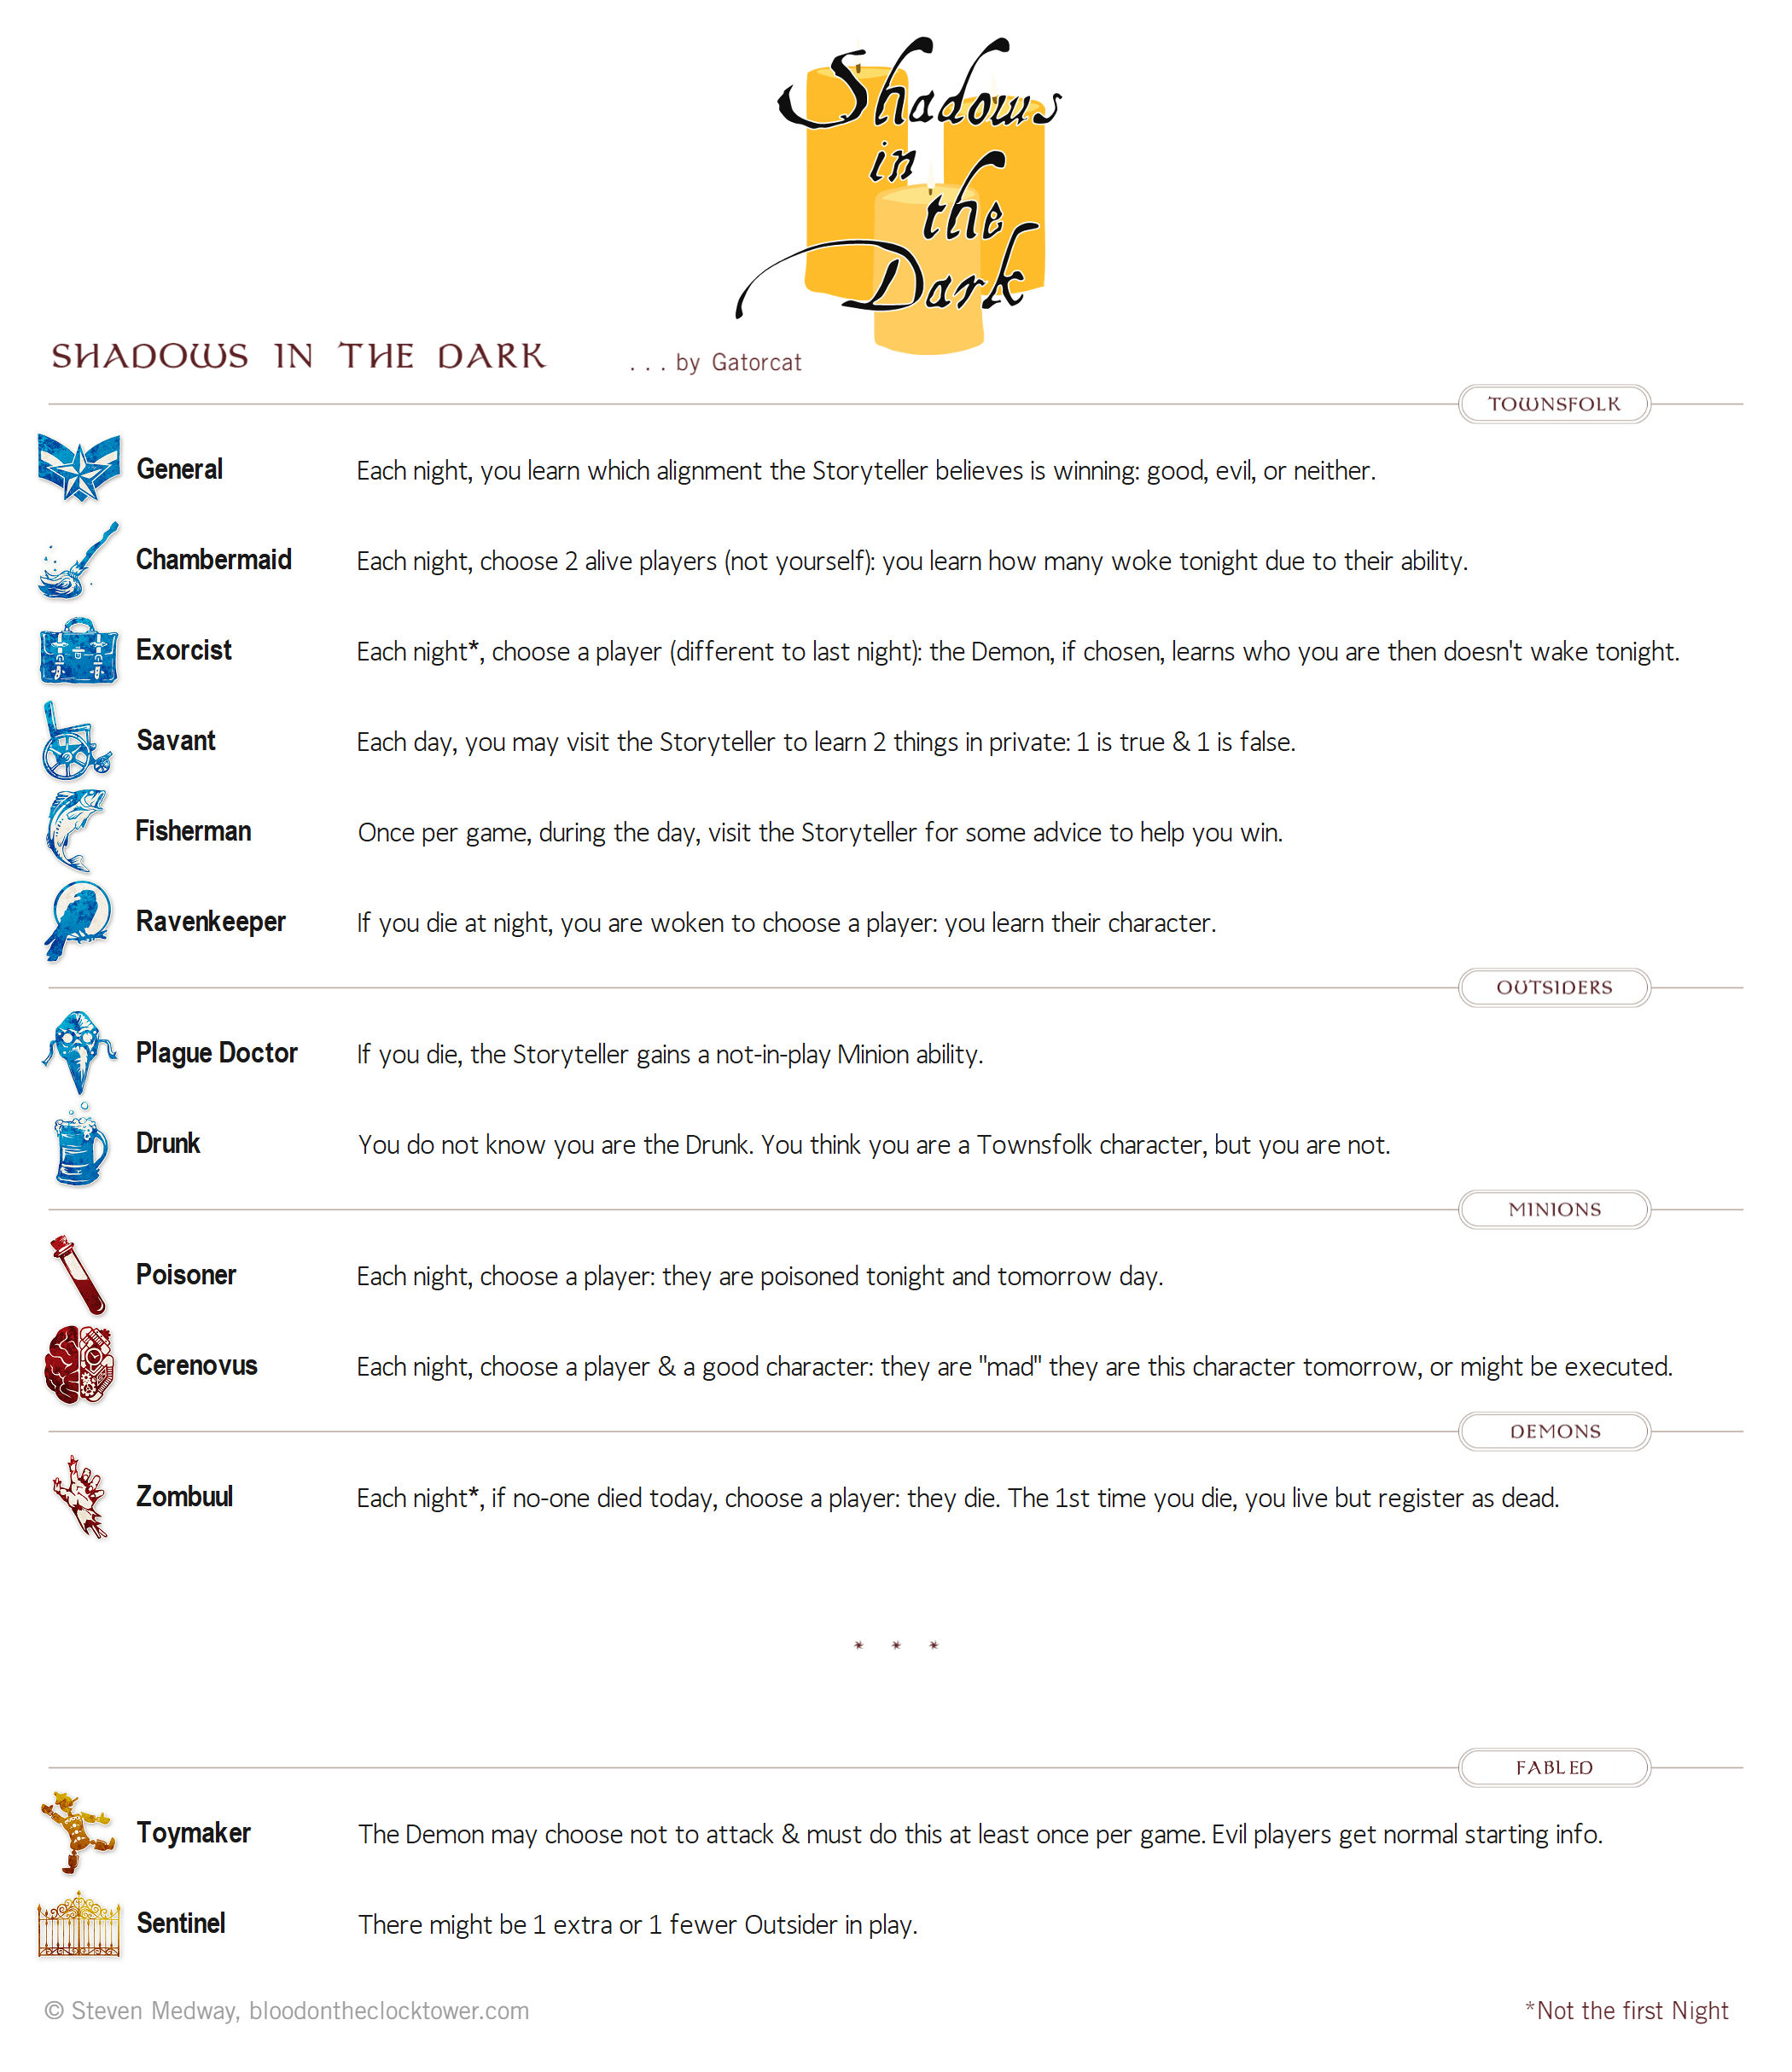 Shadows
in
the
Dark
SHADOWS IN THE DARK . . . by Gatorcat
TOWNSFOLK
General Each night, you learn which alignment the Storyteller believes is winning: good, evil, or neither.
Chambermaid Each night, choose 2 alive players (not yourself): you learn how many woke tonight due to their ability.
Exorcist Each night*, choose a player (different to last night): the Demon, if chosen, learns who you are then doesn't wake tonight.
Savant Each day, you may visit the Storyteller to learn 2 things in private: 1 is true & 1 is false.
Fisherman Once per game, during the day, visit the Storyteller for some advice to help you win.
Ravenkeeper If you die at night, you are woken to choose a player: you learn their character.
OUTSIDERS
Plague Doctor If you die, the Storyteller gains a not-in-play Minion ability.
Drunk You do not know you are the Drunk. You think you are a Townsfolk character, but you are not.
MINIONS
Poisoner Each night, choose a player: they are poisoned tonight and tomorrow day.
Cerenovus Each night, choose a player & a good character: they are "mad" they are this character tomorrow, or might be executed.
DEMONS
Zombuul Each night*, if no-one died today, choose a player: they die. The 1st time you die, you live but register as dead.
* * *
FABLED
Toymaker The Demon may choose not to attack & must do this at least once per game. Evil players get normal starting info.
Sentinel There might be 1 extra or 1 fewer Outsider in play.
© Steven Medway, bloodontheclocktower.com *Not the first Night